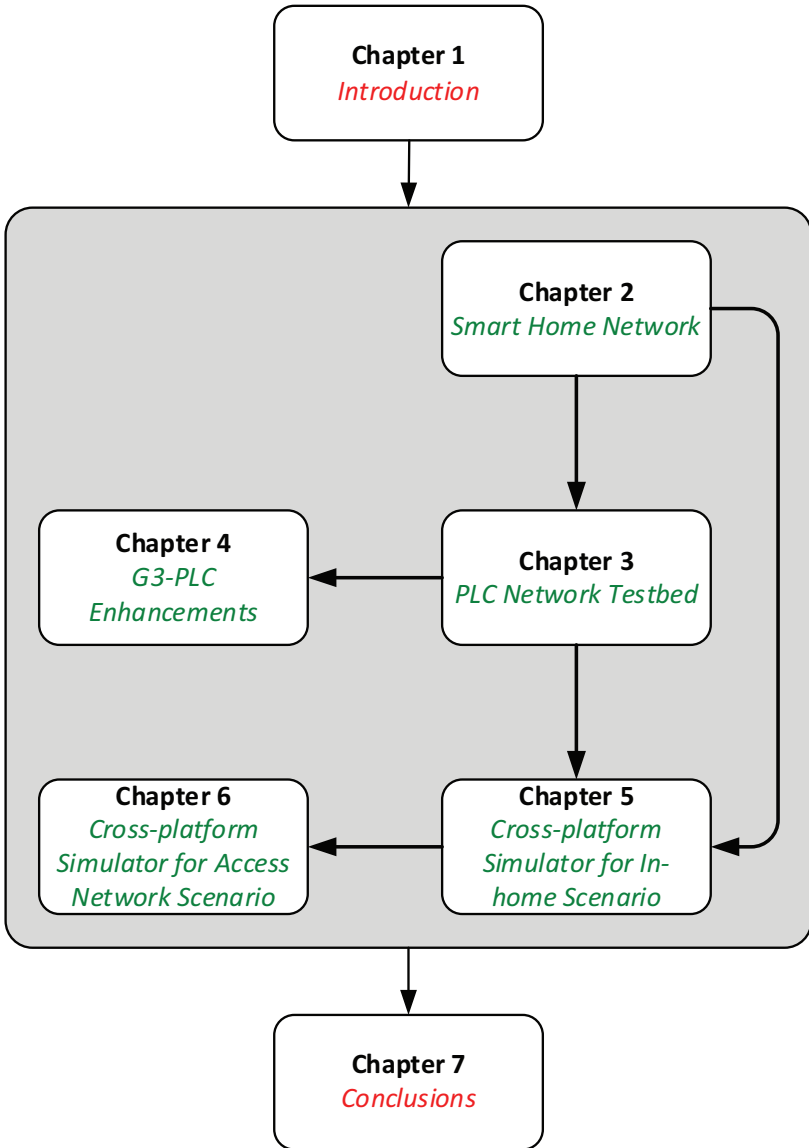 Chapter 1
Introduction
Chapter 2
Smart Home Network
Chapter 4
G3-PLC
Enhancements
Chapter 3
PLC Network Testbed
Chapter 6
Cross-platform
Simulator for Access
Network Scenario
Chapter 5
Cross-platform
Simulator for In-
home Scenario
Chapter 7
Conclusions